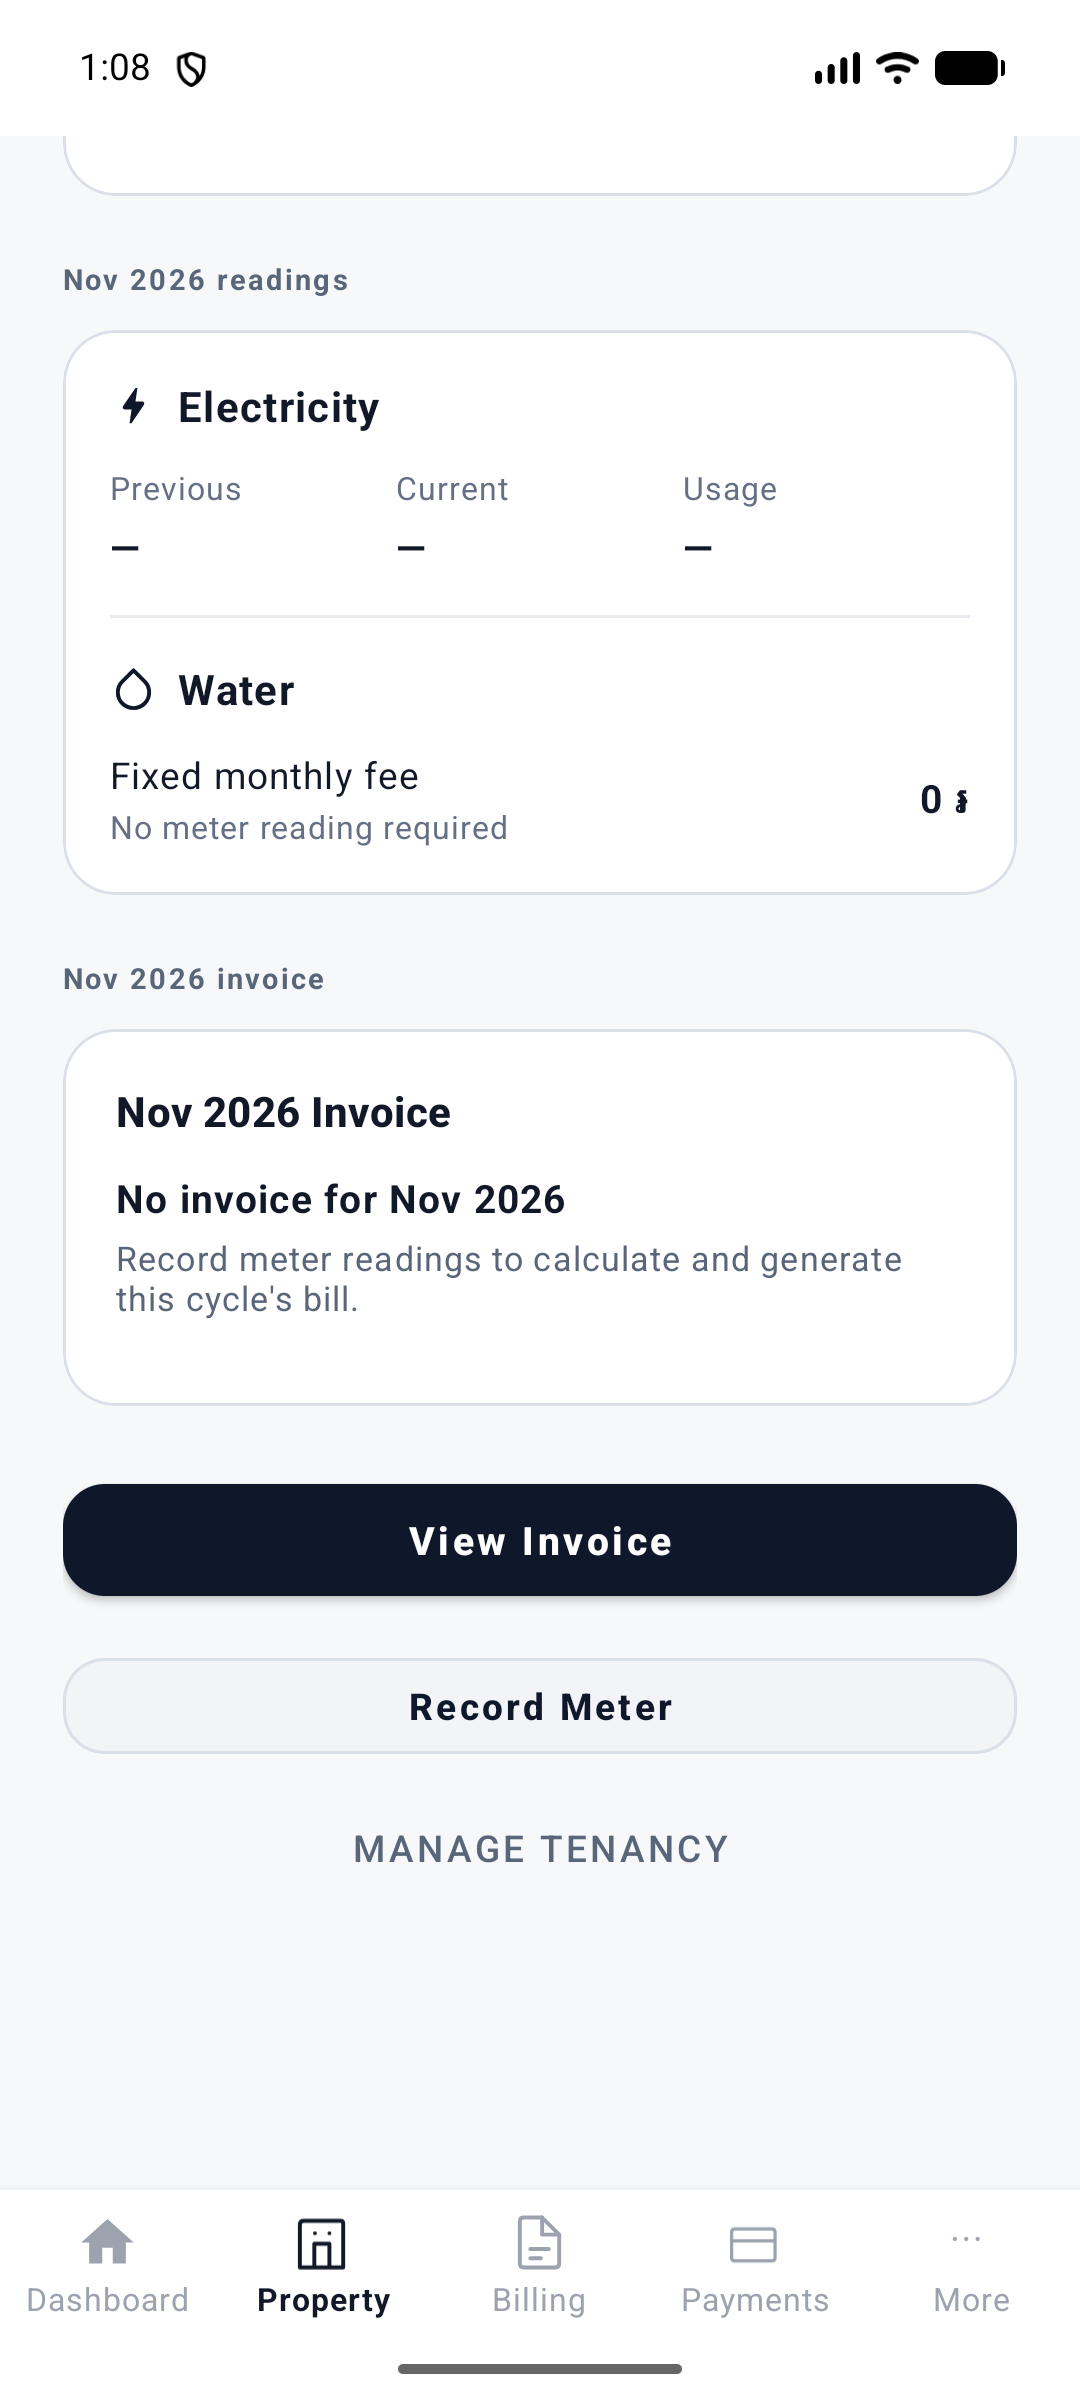 1:08
Nov 2026 readings
Electricity
Previous Current Usage
– – –
Water
Fixed monthly fee
0
No meter reading required
Nov 2026 invoice
Nov 2026 Invoice
No invoice for Nov 2026
Record meter readings to calculate and generate
this cycle's bill.
View Invoice
Record Meter
MANAGE TENANCY
Dashboard Property Billing Payments More